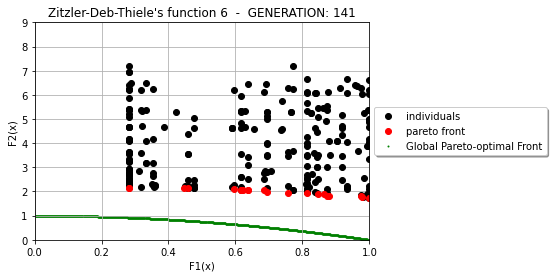 Zitzler-Deb-Thiele's function 6 - GENERATION: 141
9
8
7
6
5
4
3
2
1
0
F2(x)
0.0 0.2 0.4 0.6 0.8 1.0
F1(x)
individuals
pareto front
Global Pareto-optimal Front